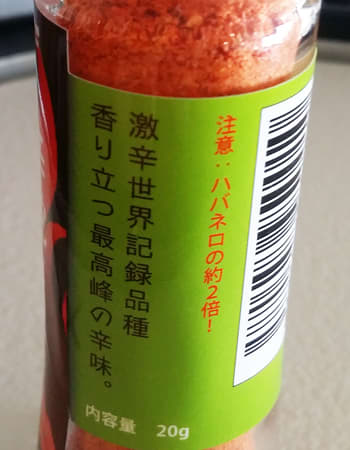 注意：ハバネロの約2倍！
激辛世界記録品種
香り立つ最高峰の辛味。
内容量 20g